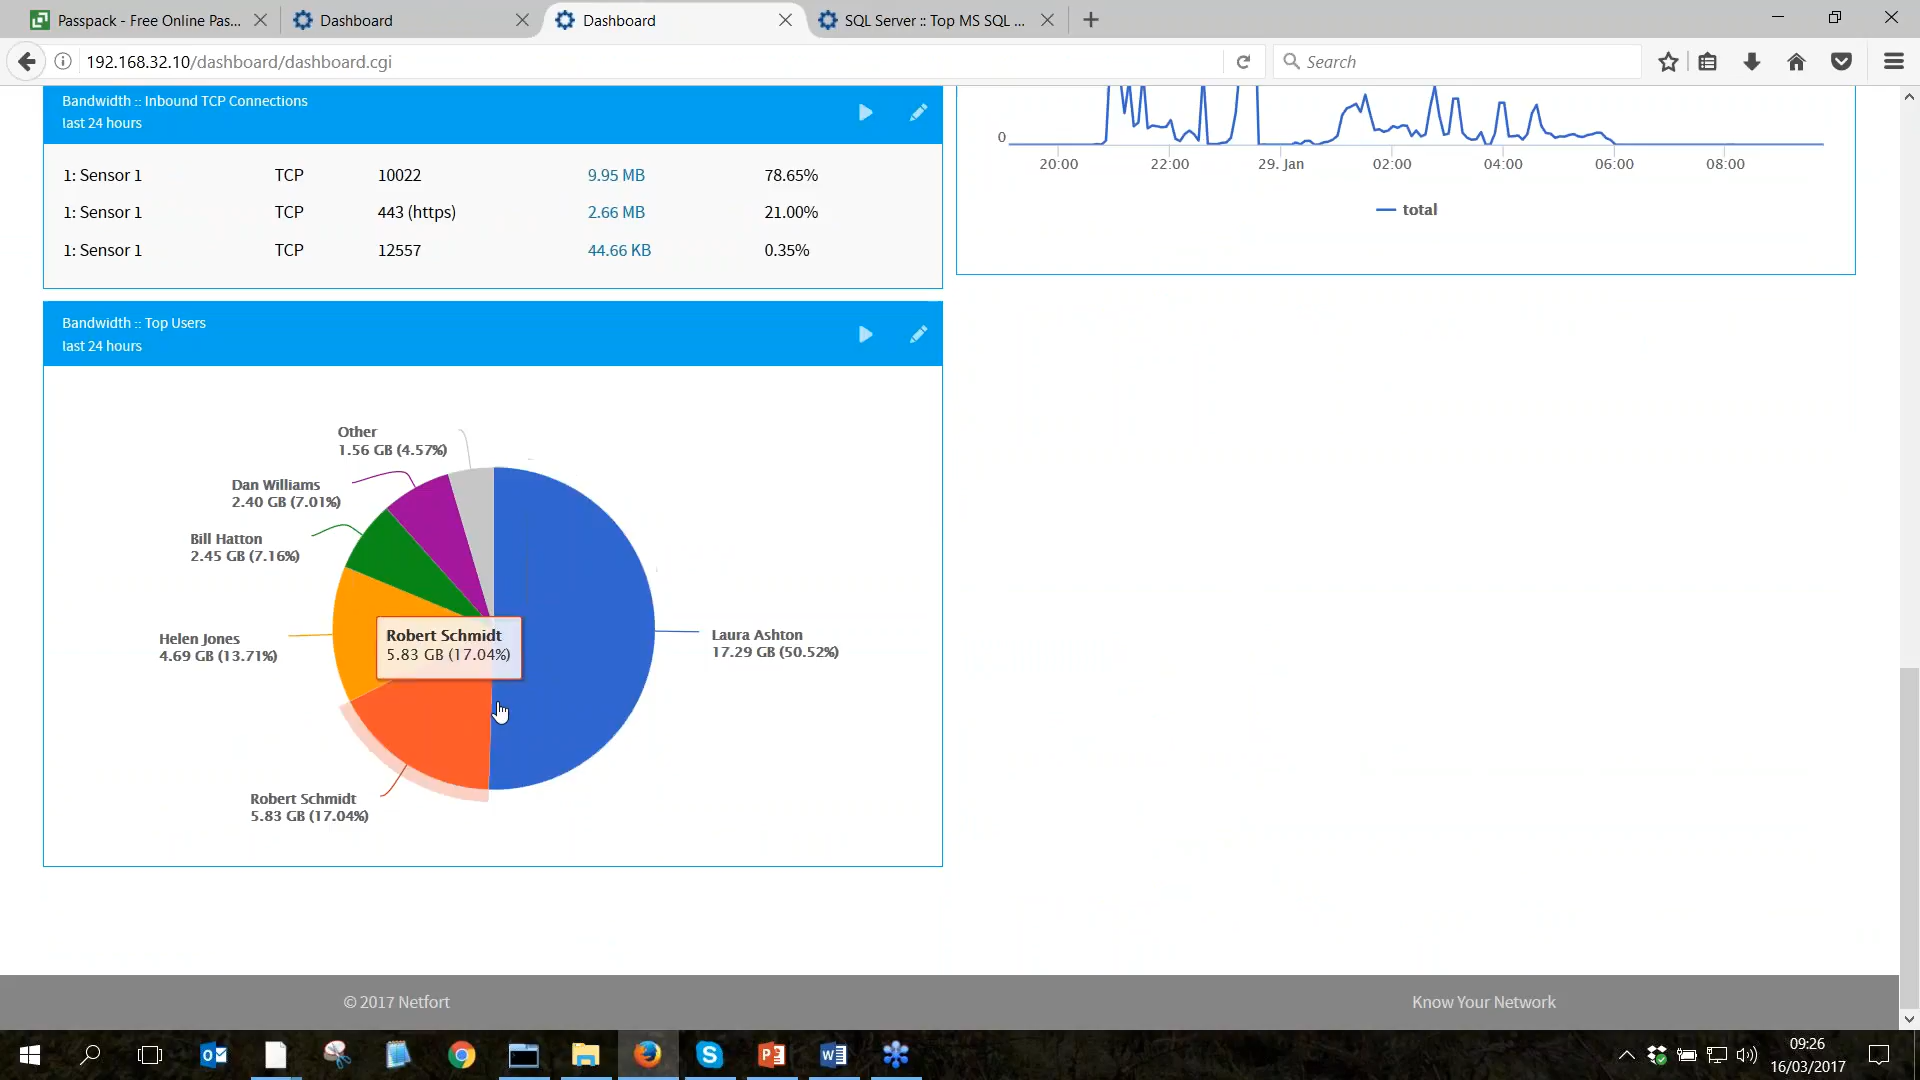 Passpack - Free Online Pas...
Dashboard
Dashboard
SQL Server :: Top MS SQL ...
192.168.32.10/dashboard/dashboard.cgi
Search
Bandwidth :: Inbound TCP Connections
last 24 hours
1: Sensor 1 TCP 10022 9.95 MB 78.65%
1: Sensor 1 TCP 443 (https) 2.66 MB 21.00%
1: Sensor 1 TCP 12557 44.66 KB 0.35%
0
20:00 22:00 29. Jan 02:00 04:00 06:00 08:00
total
Bandwidth :: Top Users
last 24 hours
Other
1.56 GB (4.57%)
Dan Williams
2.40 GB (7.01%)
Bill Hatton
2.45 GB (7.16%)
Helen Jones
4.69 GB (13.71%)
Robert Schmidt
5.83 GB (17.04%)
Laura Ashton
17.29 GB (50.52%)
Robert Schmidt
5.83 GB (17.04%)
© 2017 Netfort
Know Your Network
09:26
16/03/2017